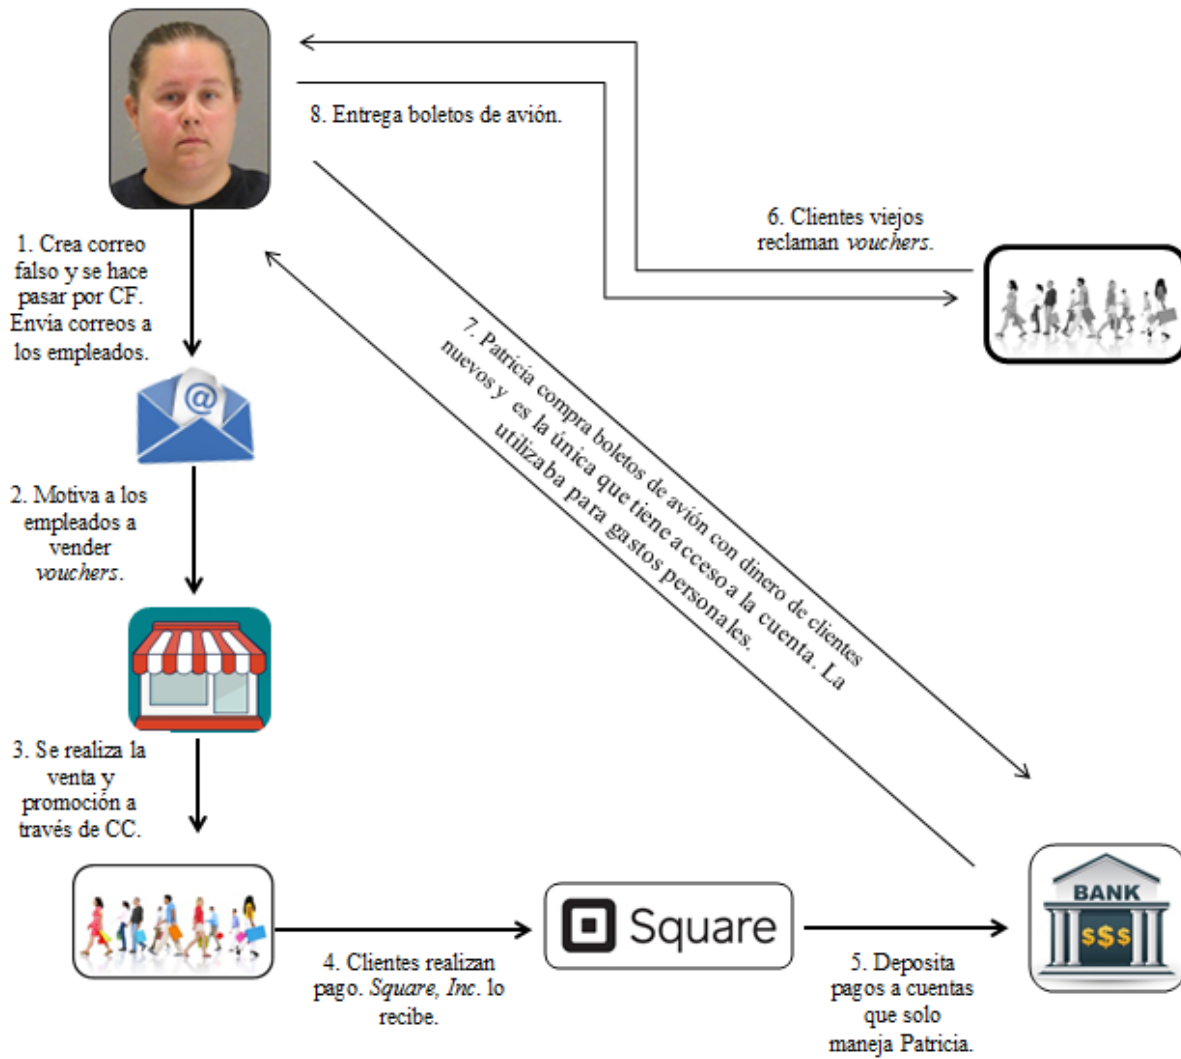 8. Entrega boletos de avión.
6. Clientes viejos
reclaman vouchers.
1. Crea correo
falso y se hace
pasar por CF.
Envía correos a
los empleados.
@
7. Patricia compra boletos de avión con dinero de clientes
nuevos y es la única que tiene acceso a la cuenta. La
utilizaba para gastos personales.
2. Motiva a los
empleados a
vender
vouchers.
3. Se realiza la
venta y
promoción a
través de CC.
Square
BANK
$$$
4. Clientes realizan
pago. Square, Inc. lo
recibe.
5. Deposita
pagos a cuentas
que solo
maneja Patricia.